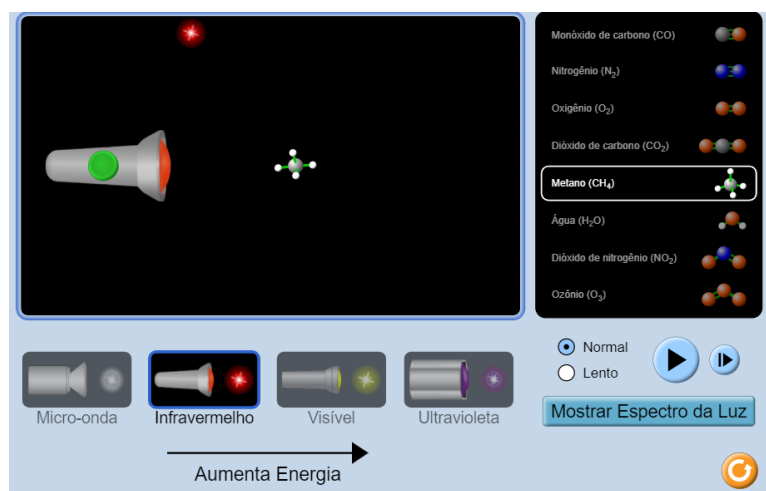 Monóxido de carbono (CO)
Nitrogênio (N₂)
Oxigênio (O₂)
Dióxido de carbono (CO₂)
Metano (CH₄)
Água (H₂O)
Dióxido de nitrogênio (NO₂)
Ozônio (O₃)
Normal
Lento
Mostrar Espectro da Luz
Micro-onda
Infravermelho
Visível
Ultravioleta
Aumenta Energia